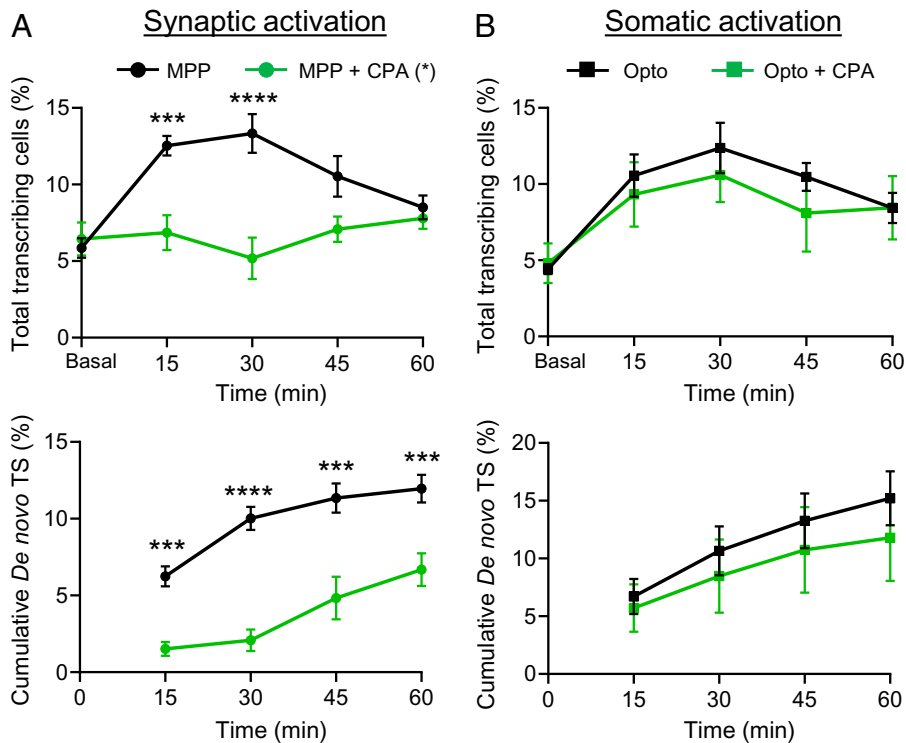 A Synaptic activation
MPP MPP + CPA (*)
Total transcribing cells (%)
15
10
5
0
*** ****
Basal 15 30 45 60
Time (min)
Cumulative De novo TS (%)
15
10
5
0
*** **** *** ***
0 15 30 45 60
Time (min)
B Somatic activation
Opto Opto + CPA
Total transcribing cells (%)
15
10
5
0
Basal 15 30 45 60
Time (min)
Cumulative De novo TS (%)
20
15
10
5
0
0 15 30 45 60
Time (min)